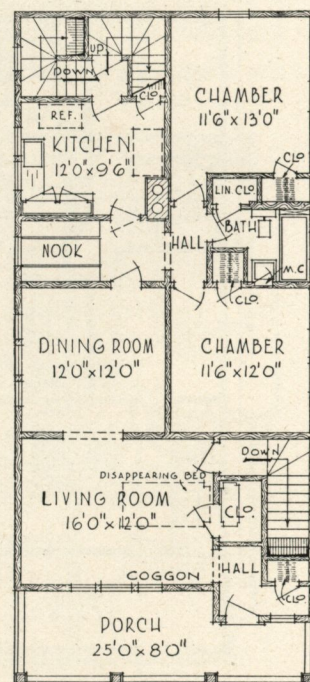 UP
DOWN
CLO.
CHAMBER
11'6"x13'0"
REF.
KITCHEN
12'0"x9'6"
CLO.
LIN. CLO.
BATH
HALL
NOOK
M.C
CLO.
DINING ROOM
12'0"x12'0"
CHAMBER
11'6"x12'0"
DOWN
DISAPPEARING BED
LIVING ROOM
16'0"x12'0"
CLO.
COGGON
HALL
CLO.
PORCH
25'0"x8'0"